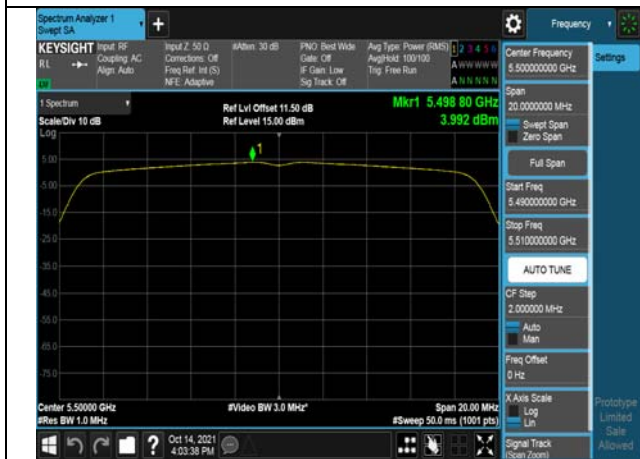 Spectrum Analyzer 1
Swept SA
Frequency
KEYSIGHT
RL
Input: RF
Coupling: AC
Align: Auto
Input Z: 50 Ω
Corrections: Off
Freq Ref: Int (S)
NFE: Adaptive
#Atten: 30 dB
PNO: Best Wide
Gate: Off
IF Gain: Low
Sig Track: Off
Avg Type: Power (RMS)
Avg|Hold: 100/100
Trig: Free Run
1 2 3 4 5 6
A W W W W W
A N N N N N
1 Spectrum
Scale/Div 10 dB
Log
Ref Lvl Offset 11.50 dB
Ref Level 15.00 dBm
Mkr1 5.498 80 GHz
3.992 dBm
1
5.00
-5.00
-15.0
-25.0
-35.0
-45.0
-55.0
-65.0
-75.0
Center 5.50000 GHz
#Res BW 1.0 MHz
#Video BW 3.0 MHz*
Span 20.00 MHz
#Sweep 50.0 ms (1001 pts)
?
Oct 14, 2021
4:03:38 PM
Settings
Center Frequency
5.500000000 GHz
Span
20.0000000 MHz
Swept Span
Zero Span
Full Span
Start Freq
5.490000000 GHz
Stop Freq
5.510000000 GHz
AUTO TUNE
CF Step
2.000000 MHz
Auto
Man
Freq Offset
0 Hz
X Axis Scale
Log
Lin
Signal Track
(Span Zoom)
Prototype
Limited
Sale
Allowed